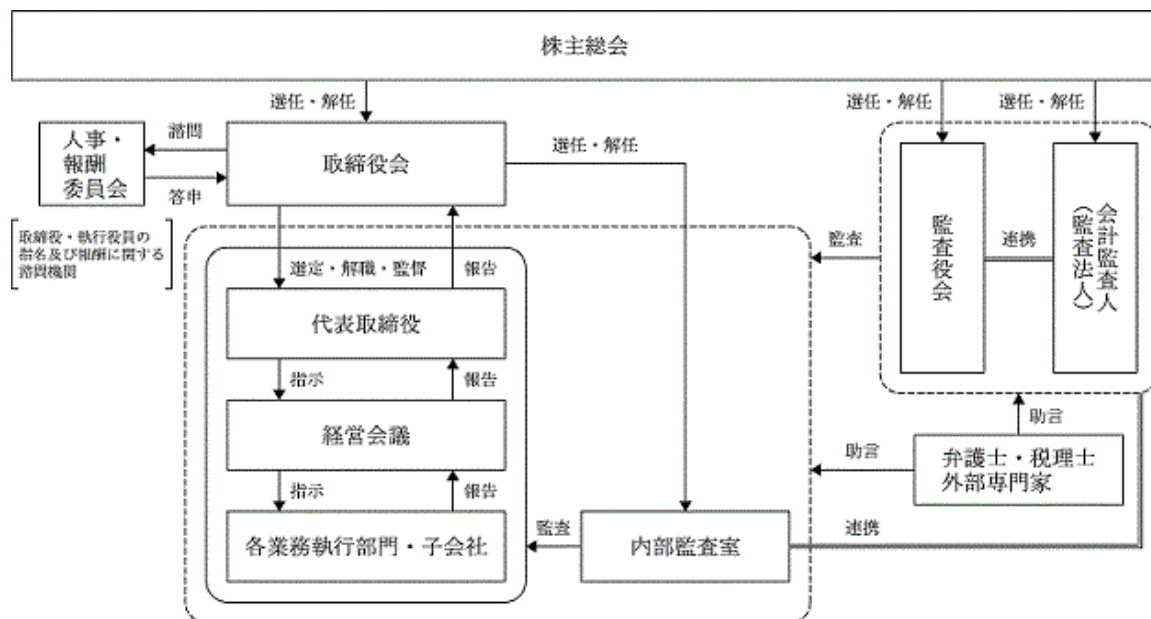 株主総会
選任・解任
選任・解任
選任・解任
人事・
報酬
委員会
諮問
答申
取締役会
選任・解任
取締役・執行役員の
指名及び報酬に関する
諮問機関
監査役会
連携
会計監査人
（監査法人）
監査
選定・解職・監督
報告
代表取締役
指示
報告
経営会議
助言
助言
弁護士・税理士
外部専門家
指示
報告
各業務執行部門・子会社
監査
内部監査室
連携